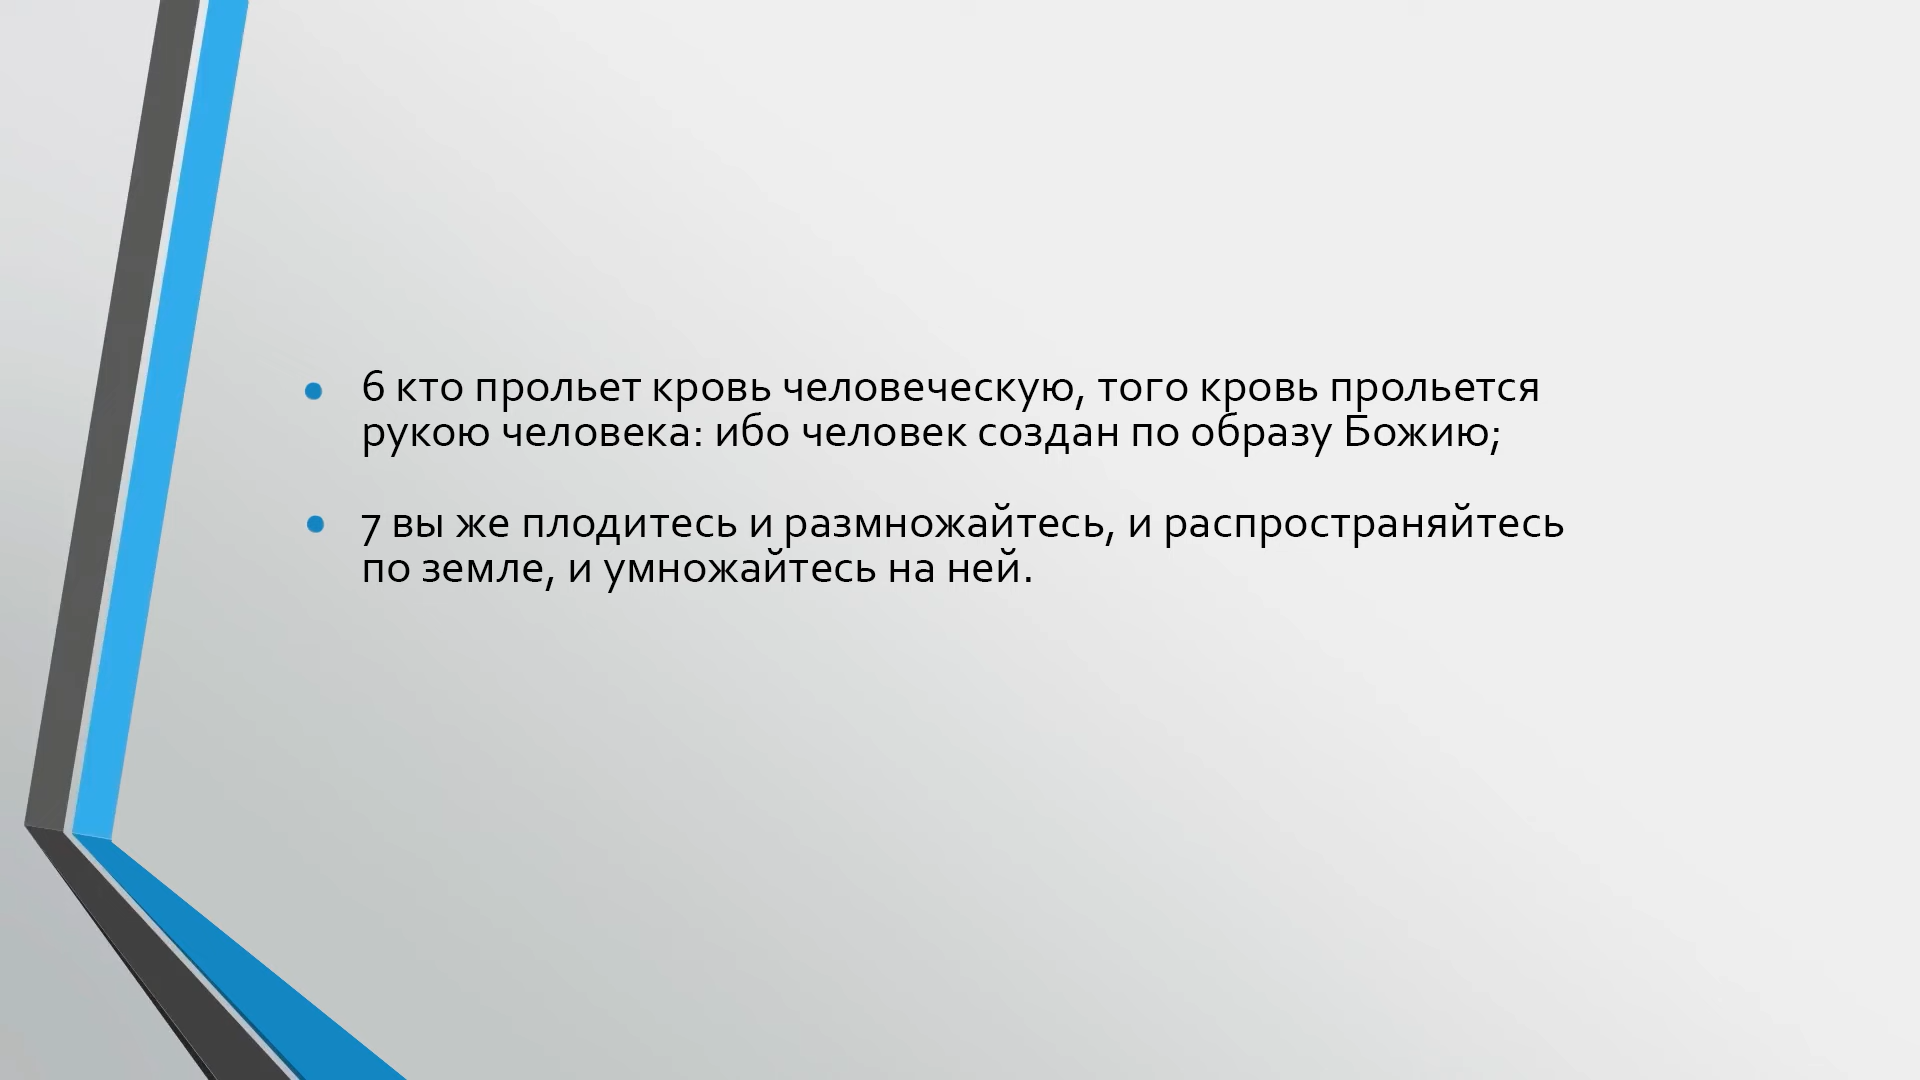 6 кто прольет кровь человеческую, того кровь прольется
рукою человека: ибо человек создан по образу Божию;
7 вы же плодитесь и размножайтесь, и распространяйтесь
по земле, и умножайтесь на ней.